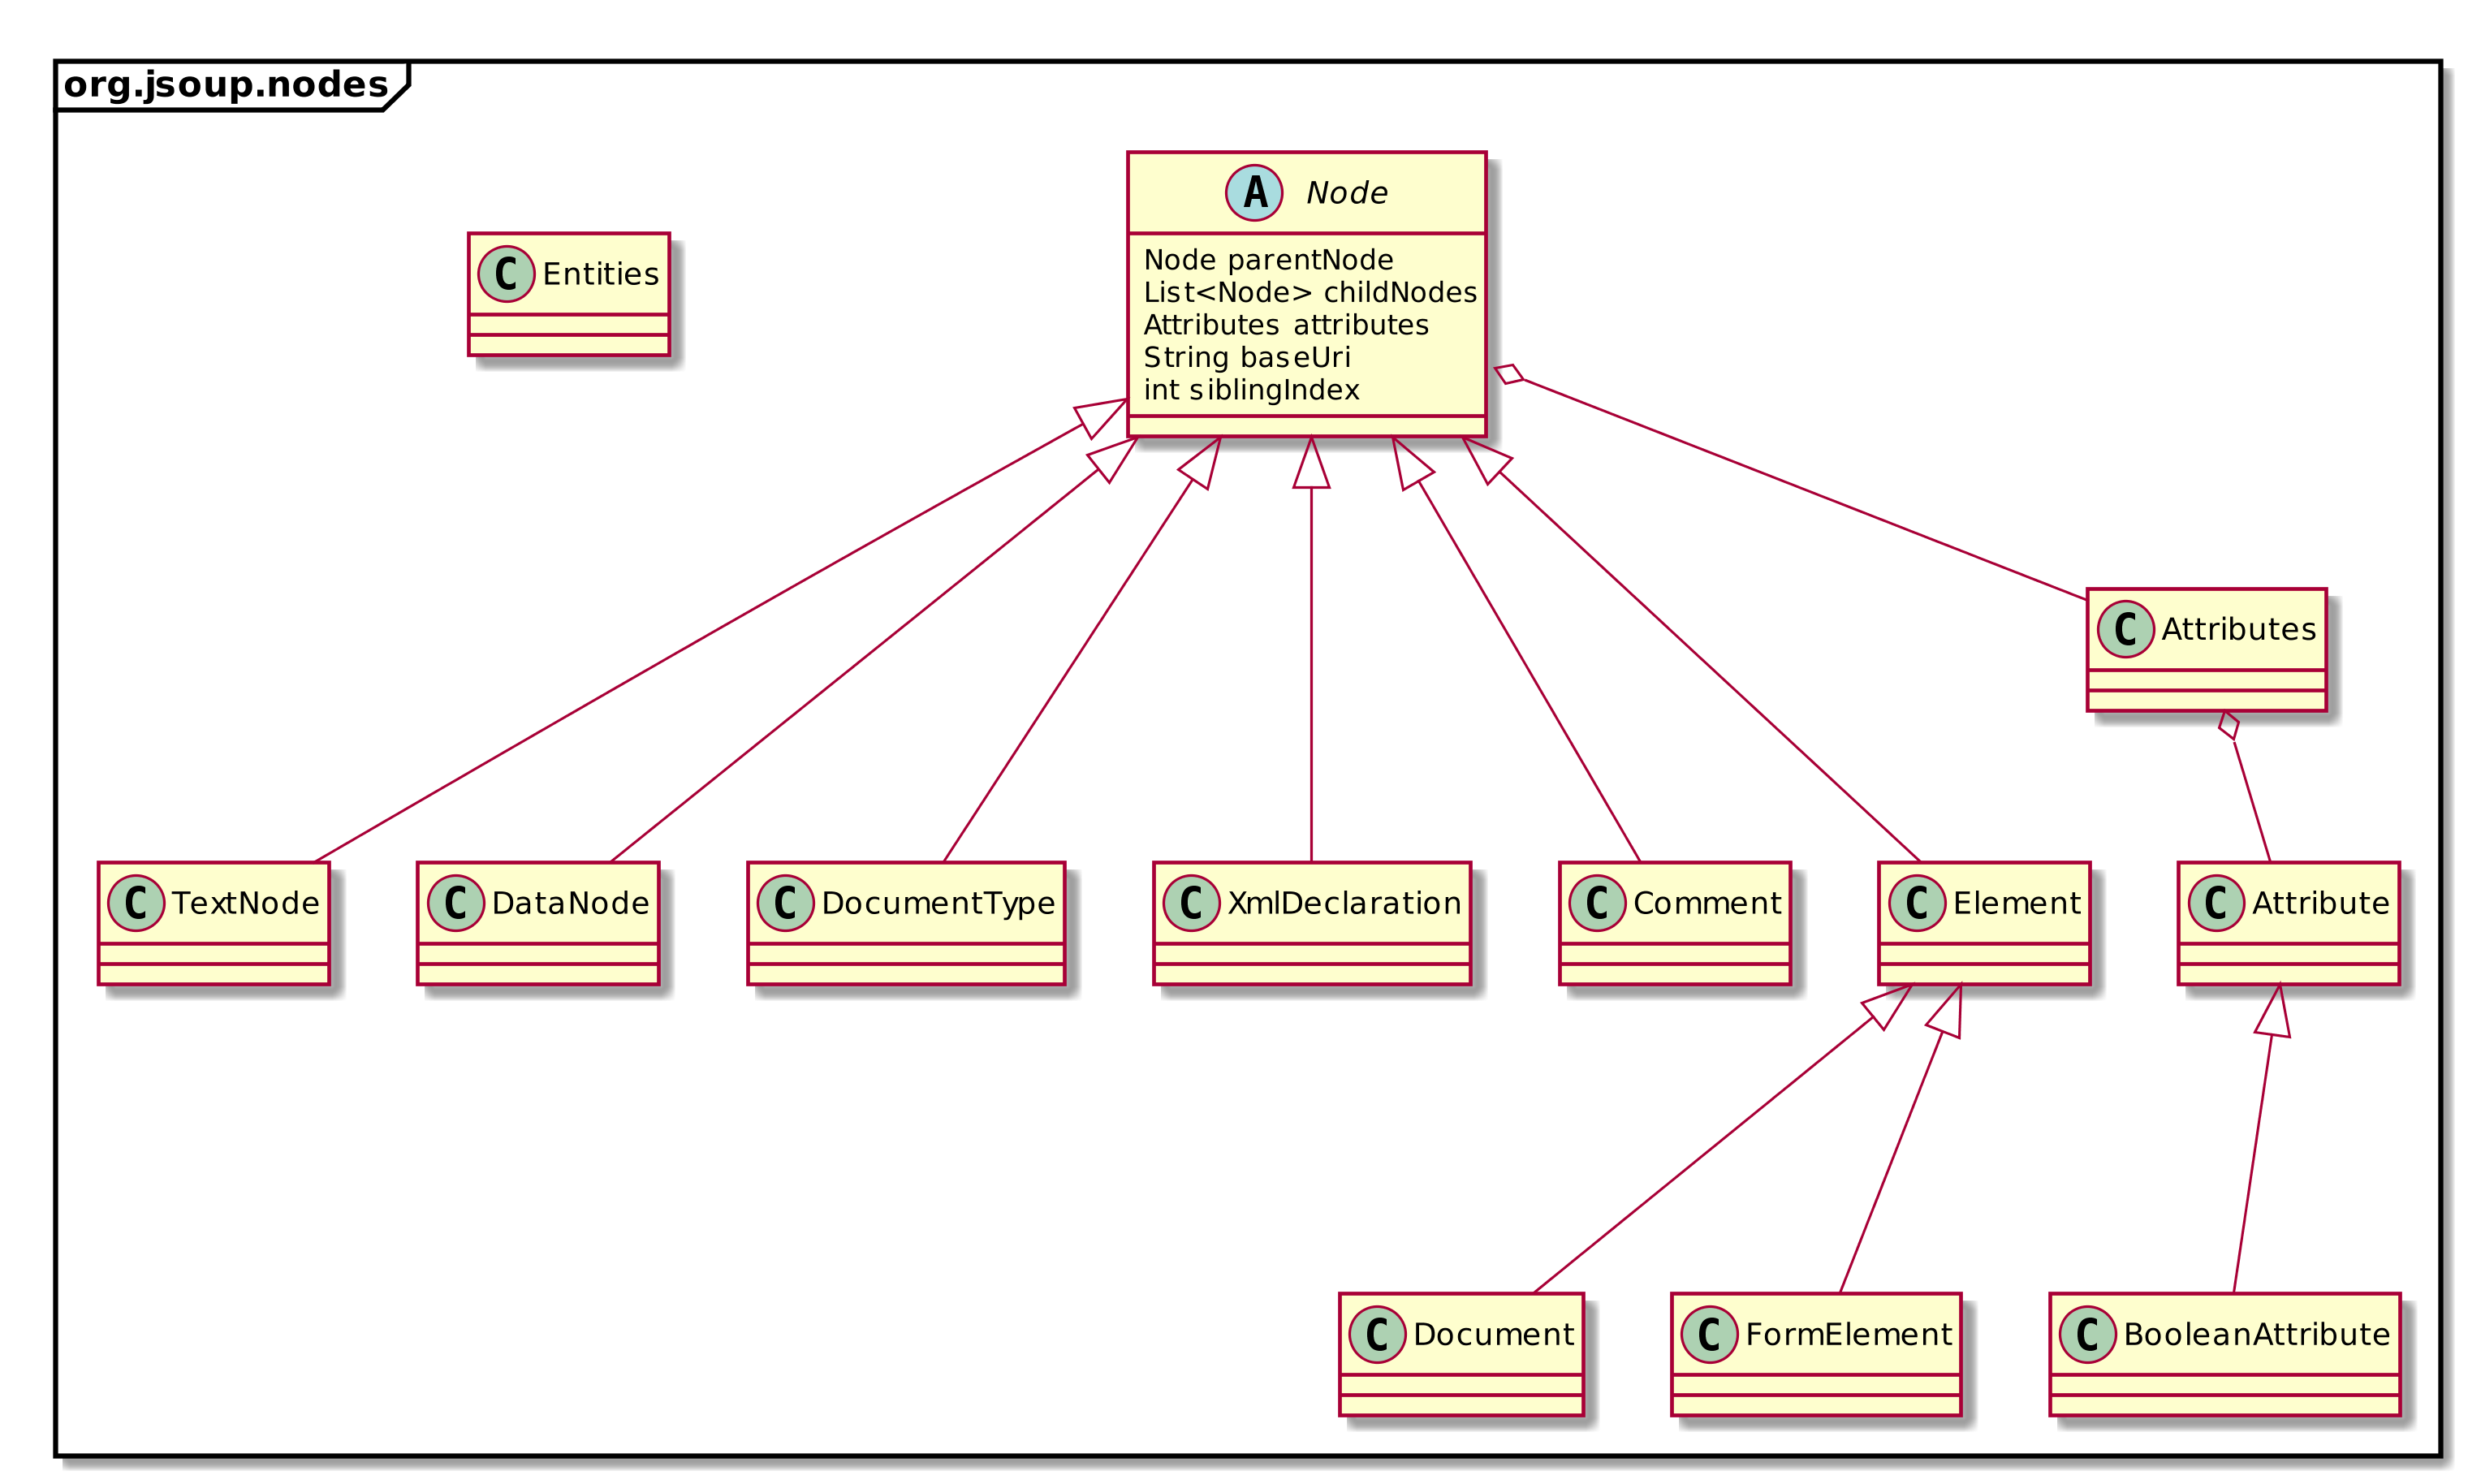 org.jsoup.nodes
A Node
Node parentNode
List<Node> childNodes
Attributes attributes
String baseUri
int siblingIndex
C Entities
C Attributes
C TextNode
C DataNode
C DocumentType
C XmlDeclaration
C Comment
C Element
C Attribute
C Document
C FormElement
C BooleanAttribute